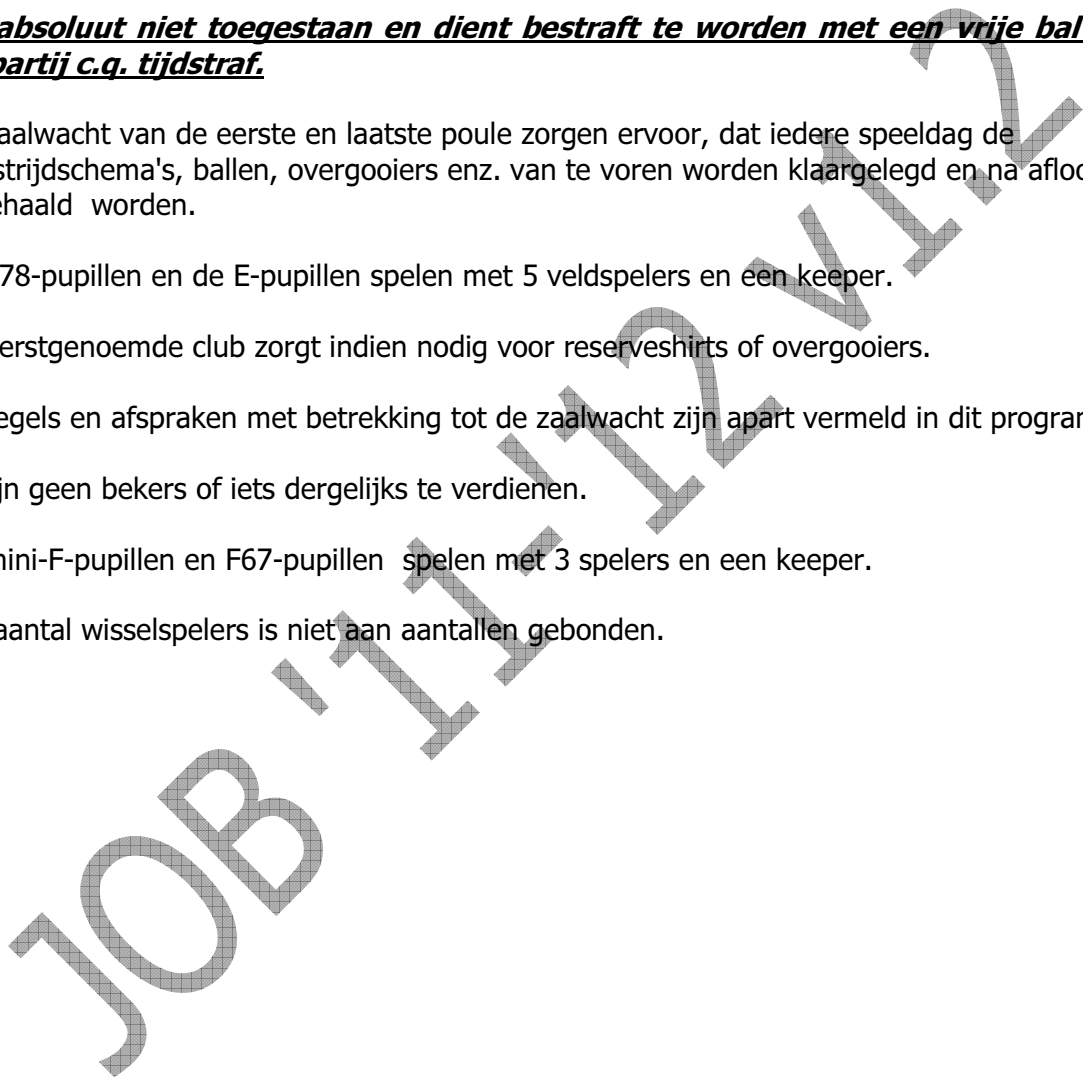 absoluut niet toegestaan en dient bestraft te worden met een vrije bal
partij c.q. tijdstraf.
aalwacht van de eerste en laatste poule zorgen ervoor, dat iedere speeldag de
strijdschema's, ballen, overgooiers enz. van te voren worden klaargelegd en na afloo
ehaald worden.
78-pupillen en de E-pupillen spelen met 5 veldspelers en een keeper.
erstgenoemde club zorgt indien nodig voor reserveshirts of overgooiers.
egels en afspraken met betrekking tot de zaalwacht zijn apart vermeld in dit program
jn geen bekers of iets dergelijks te verdienen.
mini-F-pupillen en F67-pupillen spelen met 3 spelers en een keeper.
aantal wisselspelers is niet aan aantallen gebonden.
JOB '11-'12 v1.2